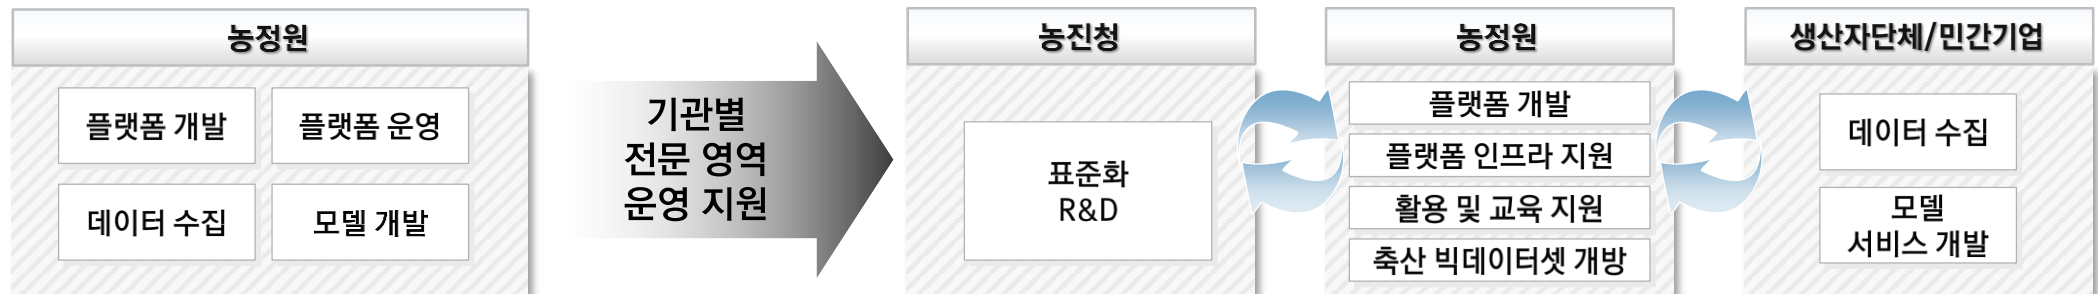 농정원
플랫폼 개발
플랫폼 운영
데이터 수집
모델 개발
기관별
전문 영역
운영 지원
농진청
표준화
R&D
농정원
플랫폼 개발
플랫폼 인프라 지원
활용 및 교육 지원
축산 빅데이터셋 개방
생산자단체/민간기업
데이터 수집
모델
서비스 개발